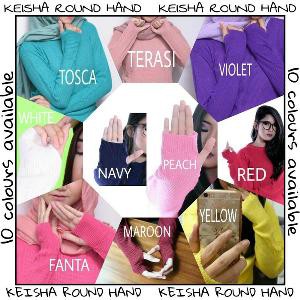 KEISHA ROUND HAND
KEISHA ROUND HAND
10 colours available
10 colours available
TOSCA
TERASI
VIOLET
WHITE
NAVY
PEACH
RED
FANTA
MAROON
YELLOW
KEISHA ROUND HAND
KEISHA ROUND HAND